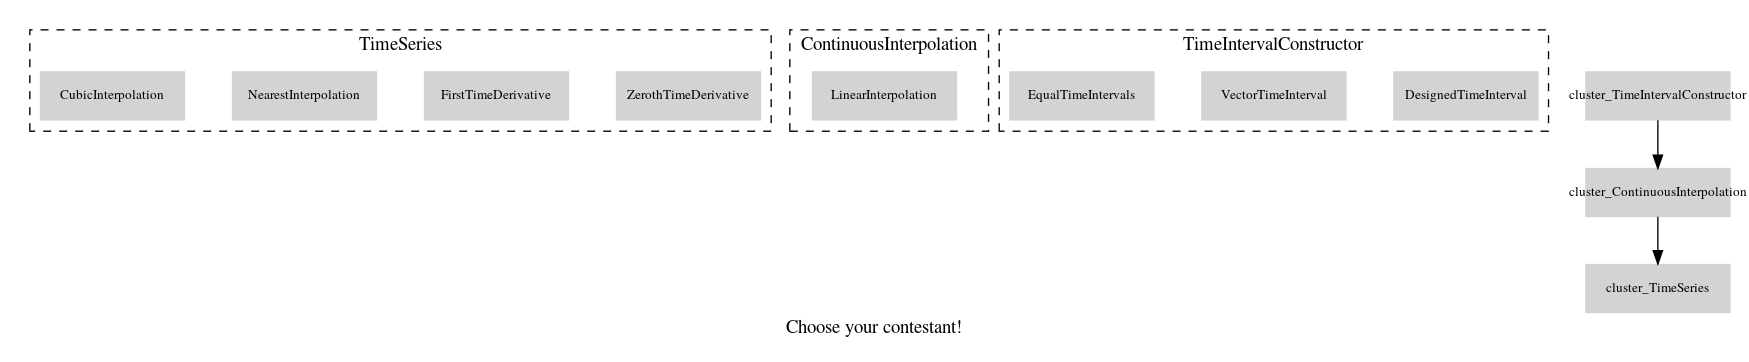 TimeSeries
CubicInterpolation
NearestInterpolation
FirstTimeDerivative
ZerothTimeDerivative
ContinuousInterpolation
LinearInterpolation
TimeIntervalConstructor
EqualTimeIntervals
VectorTimeInterval
DesignedTimeInterval
cluster_TimeIntervalConstructor
cluster_ContinuousInterpolation
cluster_TimeSeries
Choose your contestant!